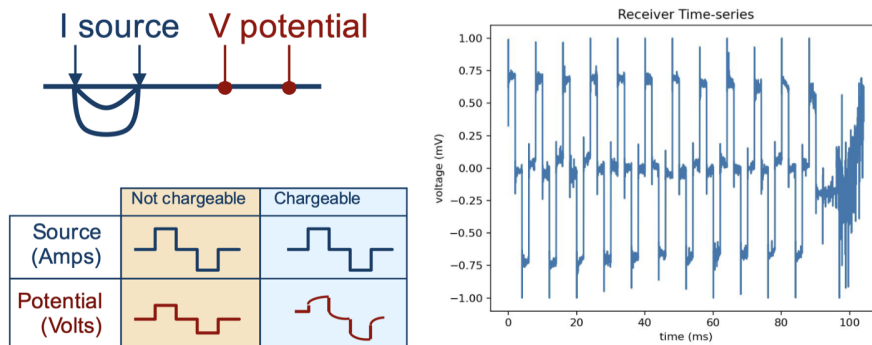 I source V potential
Not chargeable Chargeable
Source
(Amps)
Potential
(Volts)
Receiver Time-series
voltage (mV)
1.00
0.75
0.50
0.25
0.00
−0.25
−0.50
−0.75
−1.00
0 20 40 60 80 100
time (ms)